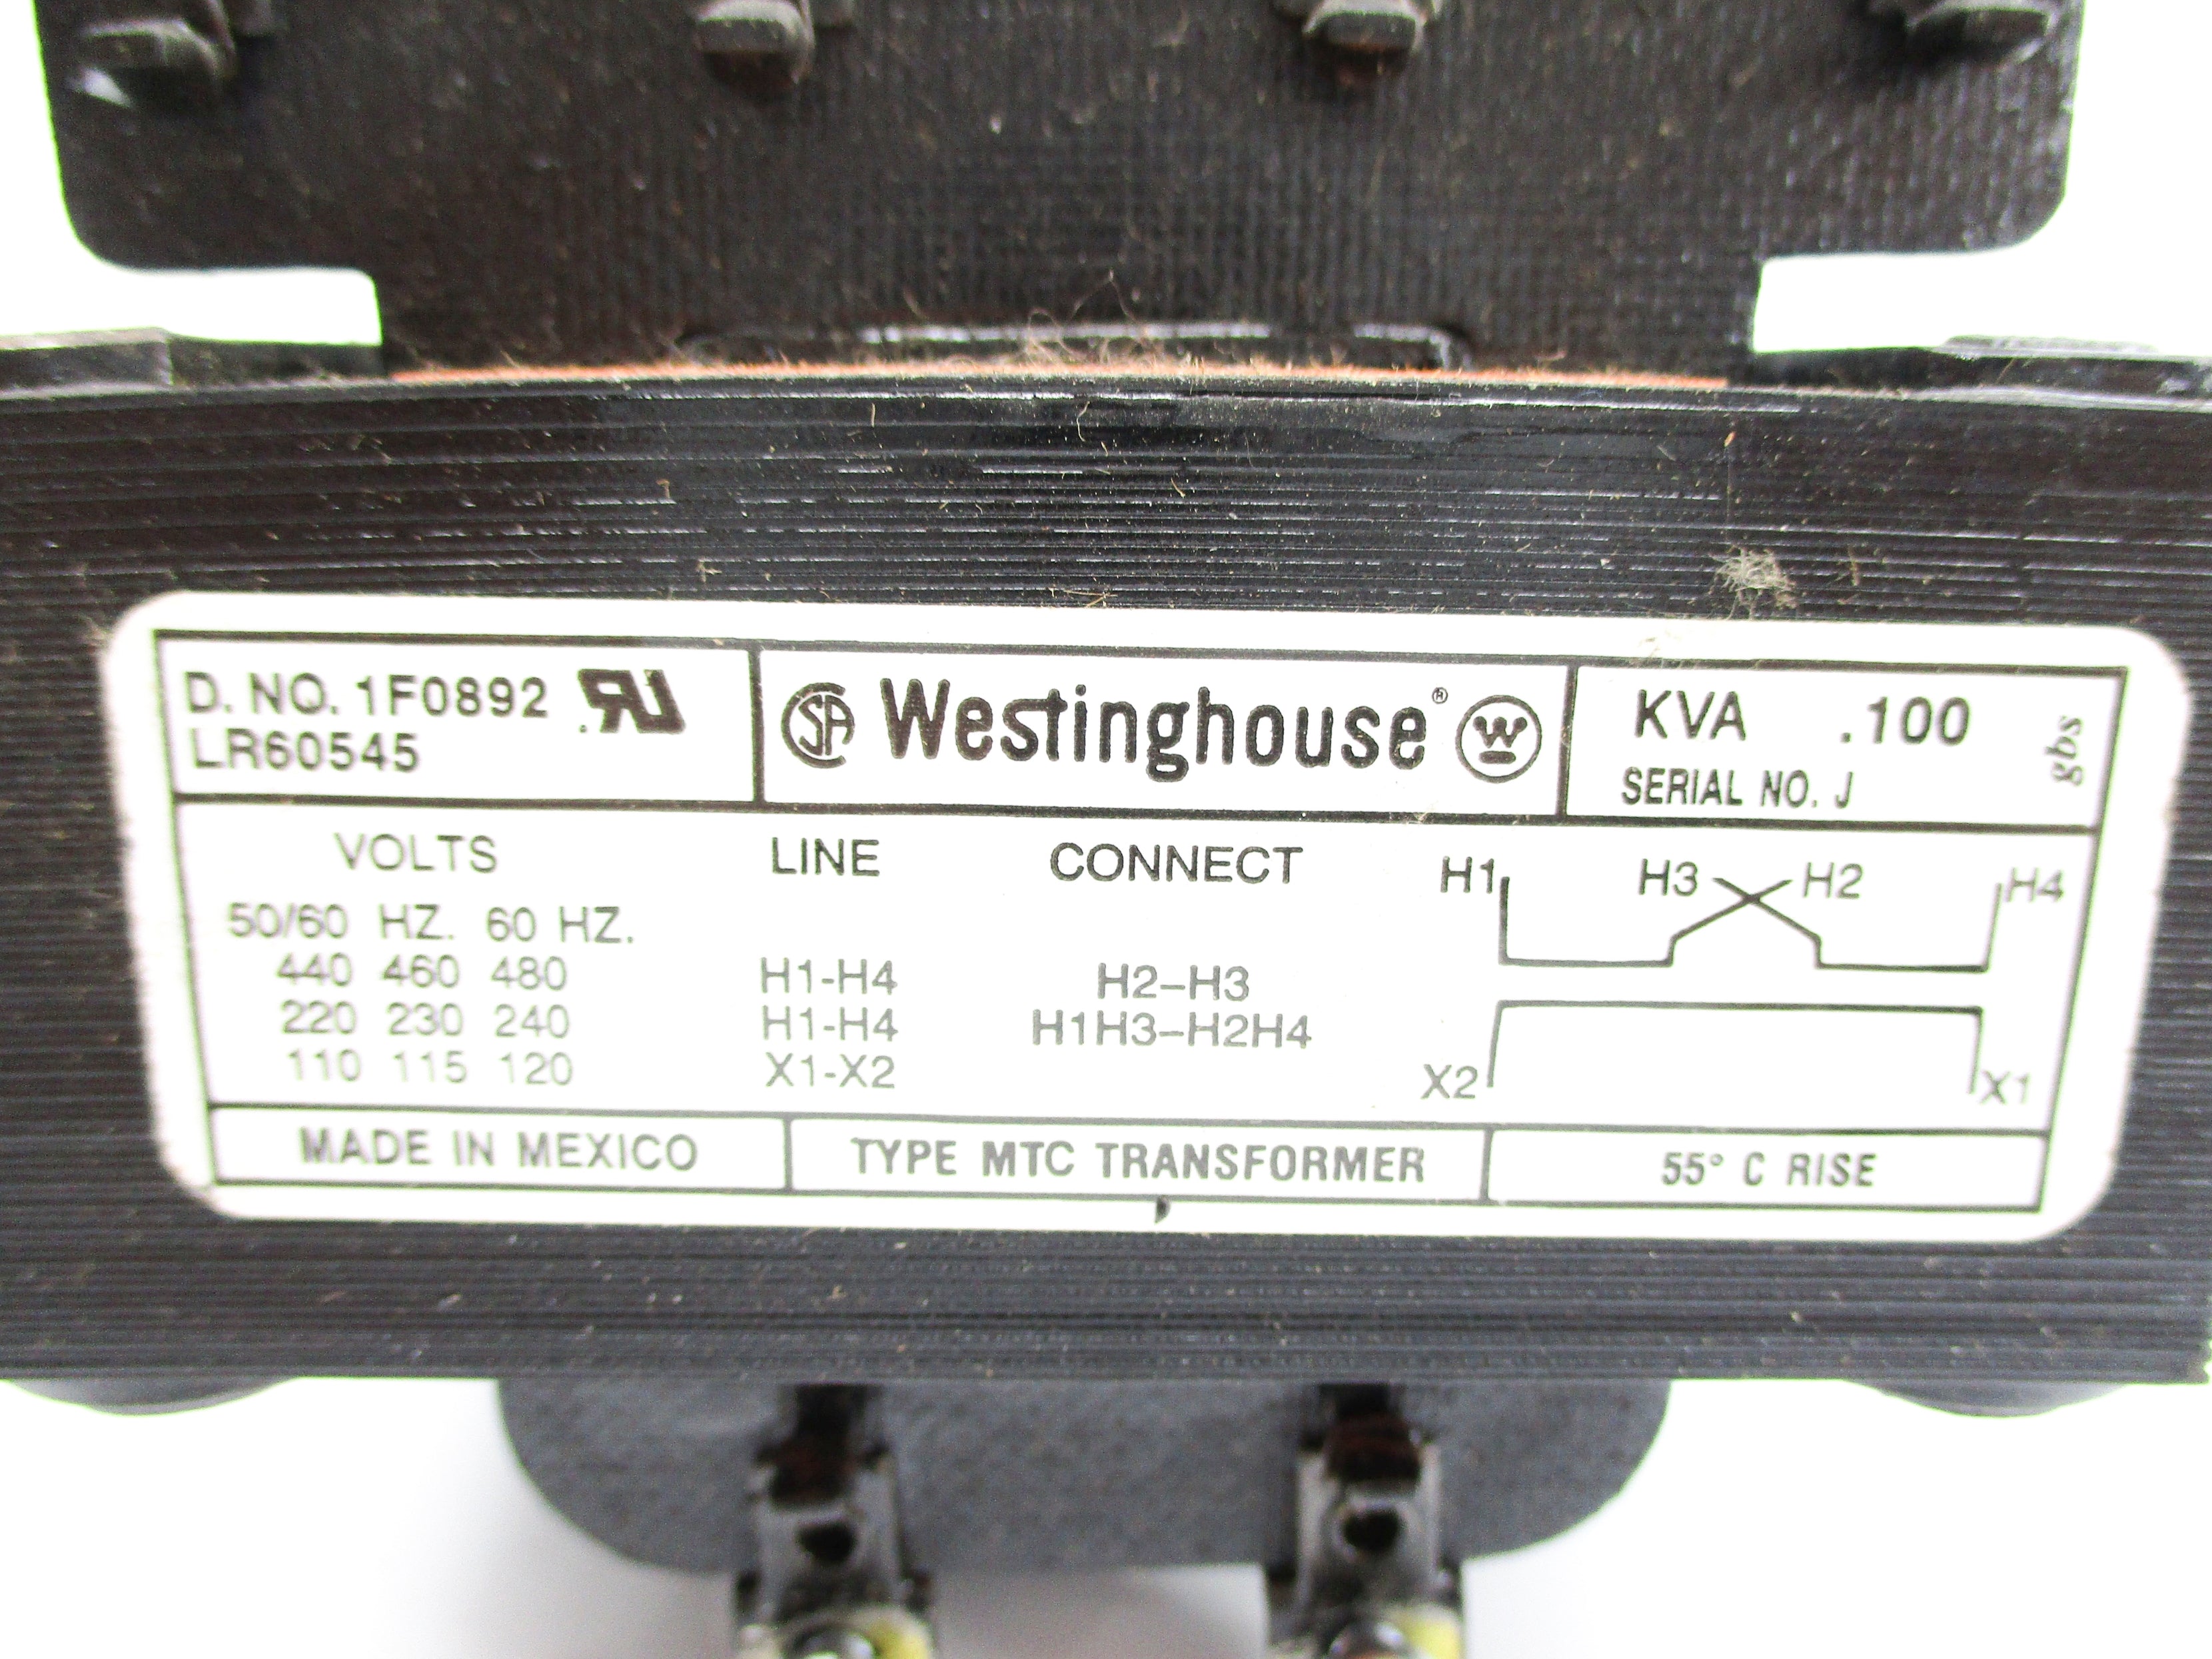 D. NO. 1F0892
LR60545
CSA Westinghouse® W
KVA .100
SERIAL NO. J
gbs
VOLTS LINE CONNECT
50/60 HZ. 60 HZ.
440 460 480 H1-H4 H2-H3
220 230 240 H1-H4 H1H3-H2H4
110 115 120 X1-X2
H1 H3 H2 H4
X2 X1
MADE IN MEXICO
TYPE MTC TRANSFORMER
55° C RISE